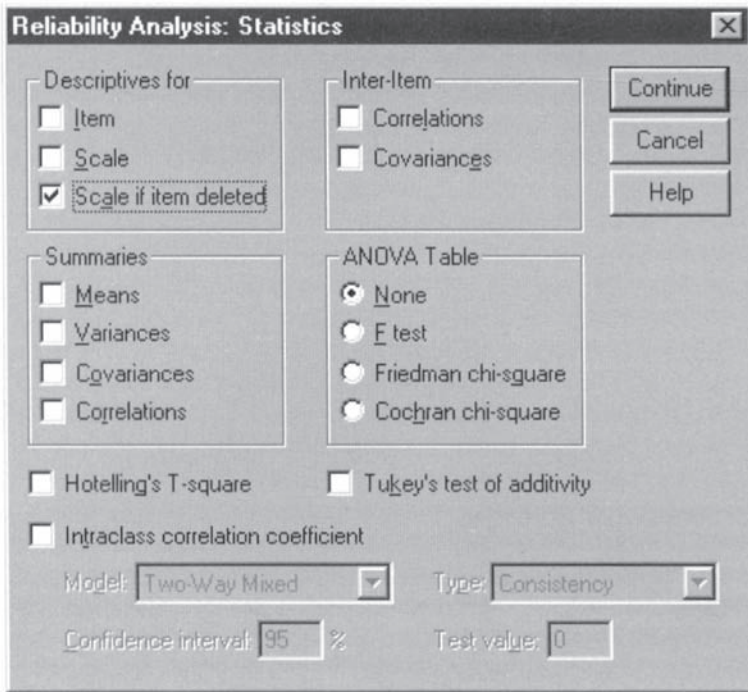 Reliability Analysis: Statistics
Descriptives for
Item
Scale
Scale if item deleted
Inter-Item
Correlations
Covariances
Continue
Cancel
Help
Summaries
Means
Variances
Covariances
Correlations
ANOVA Table
None
F test
Friedman chi-square
Cochran chi-square
Hotelling's T-square
Tukey's test of additivity
Intraclass correlation coefficient
Model: Two-Way Mixed
Type: Consistency
Confidence interval: 95 %
Test value: 0